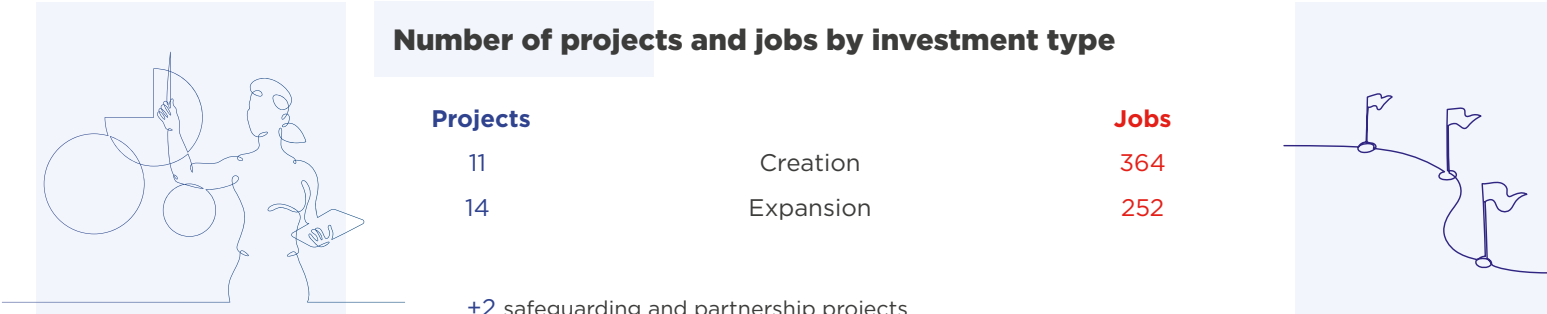 Number of projects and jobs by investment type
Projects Jobs
11 Creation 364
14 Expansion 252
+2 safeguarding and partnership projects